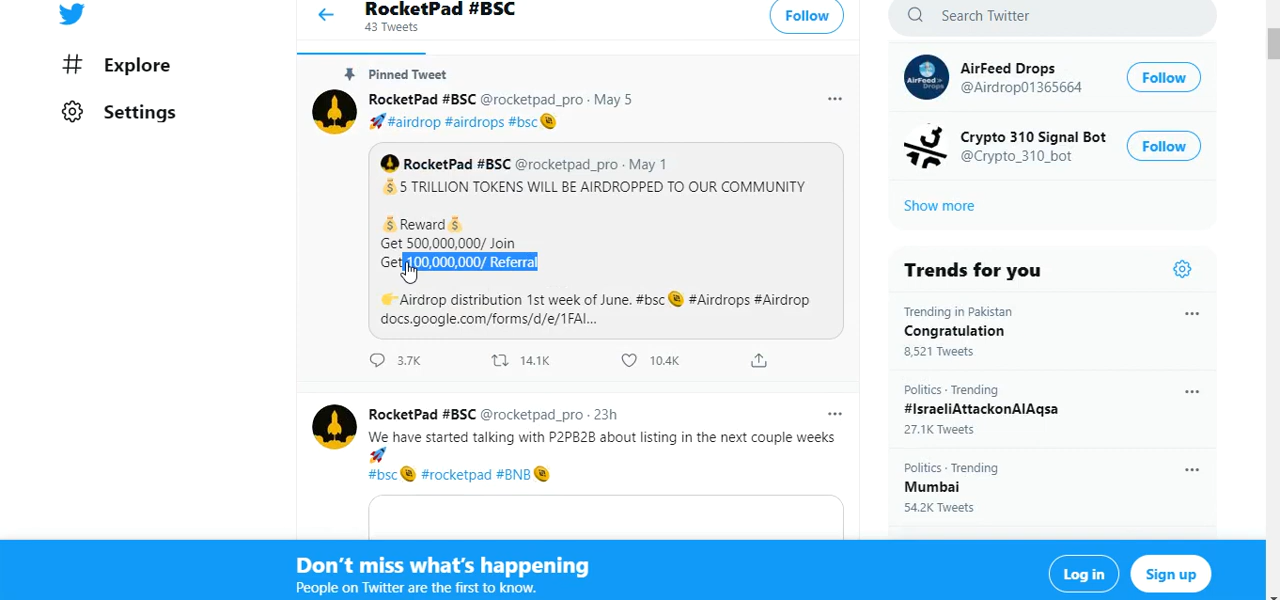 Explore
Settings
RocketPad #BSC
43 Tweets
Follow
Pinned Tweet
RocketPad #BSC @rocketpad_pro · May 5
🚀#airdrop #airdrops #bsc
RocketPad #BSC @rocketpad_pro · May 1
💰5 TRILLION TOKENS WILL BE AIRDROPPED TO OUR COMMUNITY
💰Reward💰
Get 500,000,000/ Join
Get 100,000,000/ Referral
👉Airdrop distribution 1st week of June. #bsc #Airdrops #Airdrop
docs.google.com/forms/d/e/1FAI...
3.7K 14.1K 10.4K
RocketPad #BSC @rocketpad_pro · 23h
We have started talking with P2PB2B about listing in the next couple weeks
🚀
#bsc #rocketpad #BNB
Search Twitter
AirFeed Drops
@Airdrop01365664
Follow
Crypto 310 Signal Bot
@Crypto_310_bot
Follow
Show more
Trends for you
Trending in Pakistan
Congratulation
8,521 Tweets
Politics · Trending
#IsraeliAttackonAlAqsa
27.1K Tweets
Politics · Trending
Mumbai
54.2K Tweets
Don't miss what's happening
People on Twitter are the first to know.
Log in
Sign up